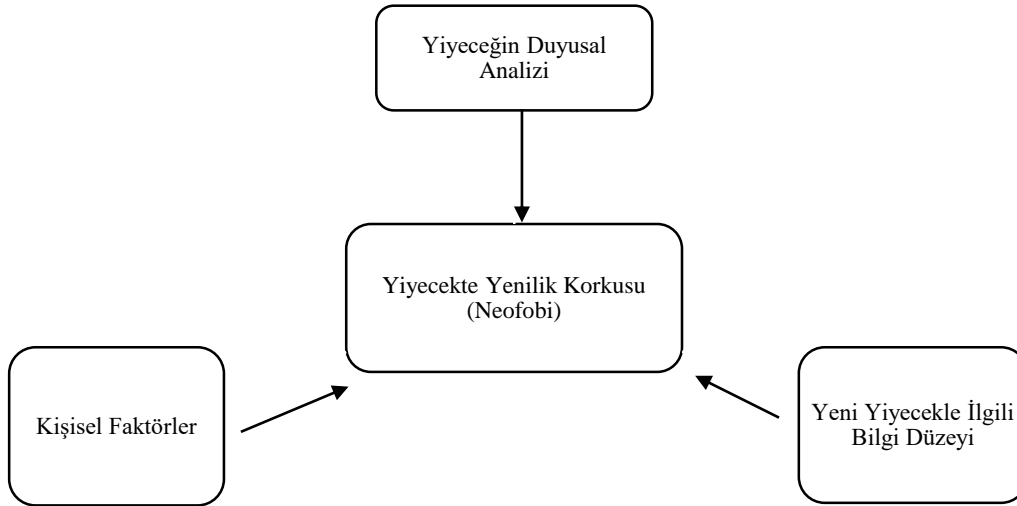 Yiyeceğin Duyusal
Analizi
Yiyecekte Yenilik Korkusu
(Neofobi)
Kişisel Faktörler
Yeni Yiyecekle İlgili
Bilgi Düzeyi